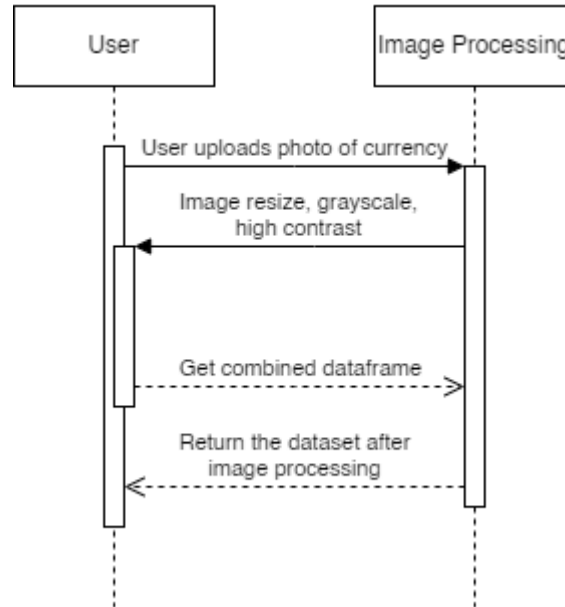 User
Image Processing
User uploads photo of currency
Image resize, grayscale,
high contrast
Get combined dataframe
Return the dataset after
image processing